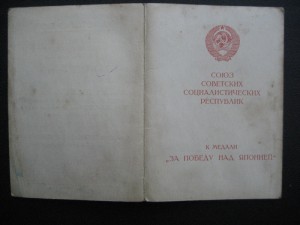 СОЮЗ
СОВЕТСКИХ
СОЦИАЛИСТИЧЕСКИХ
РЕСПУБЛИК
К МЕДАЛИ
„ЗА ПОБЕДУ НАД ЯПОНИЕЙ“